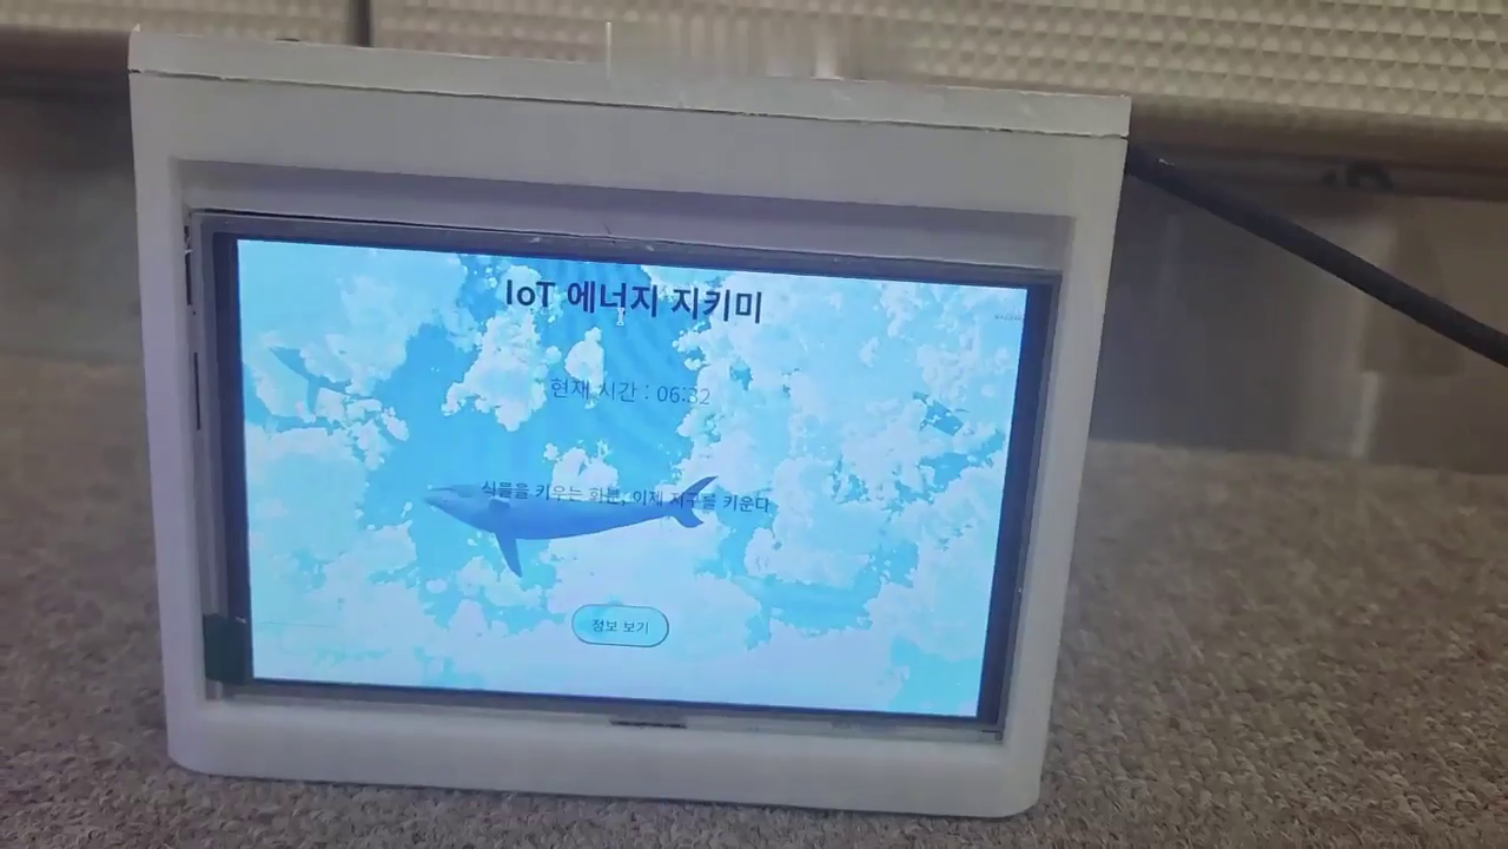 IoT 에너지 지키미
현재 시간 : 06:32
식물을 키우는 화분, 이제 지구를 키운다
정보 보기